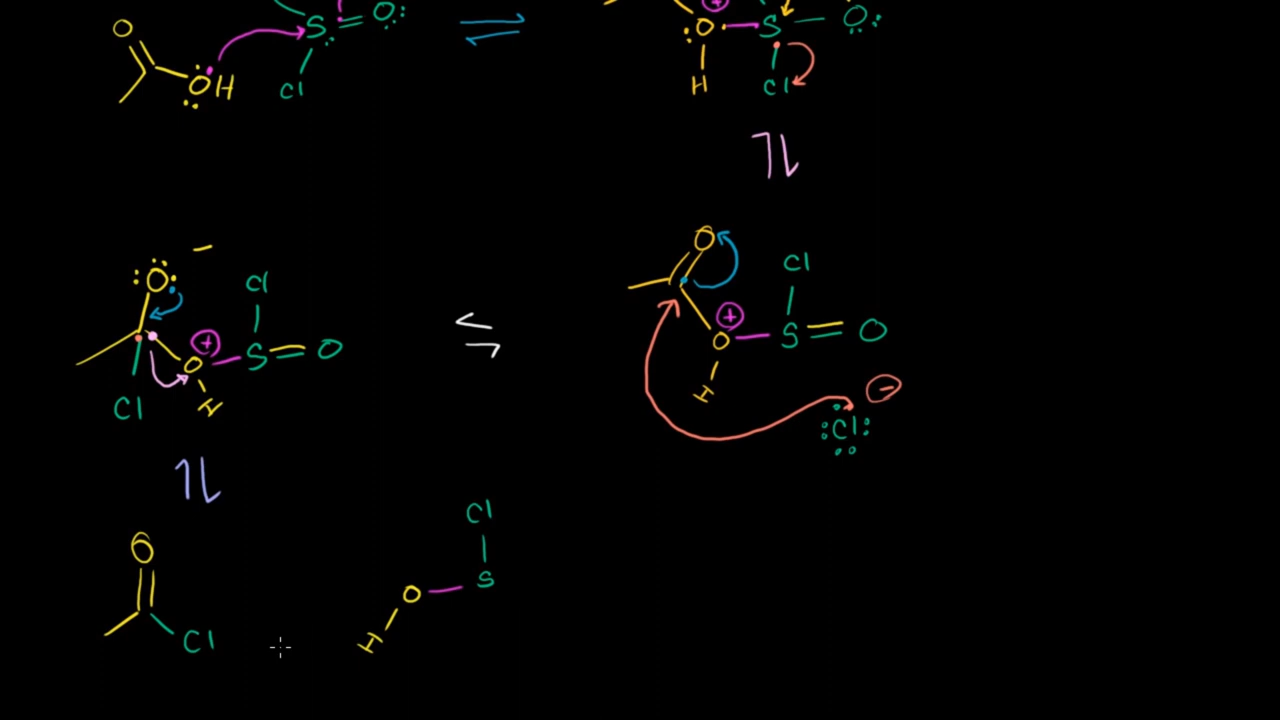 O S O O S O
OH Cl H Cl
O
O Cl Cl
O S O O S O
Cl H H Cl
Cl
O
O S
Cl H